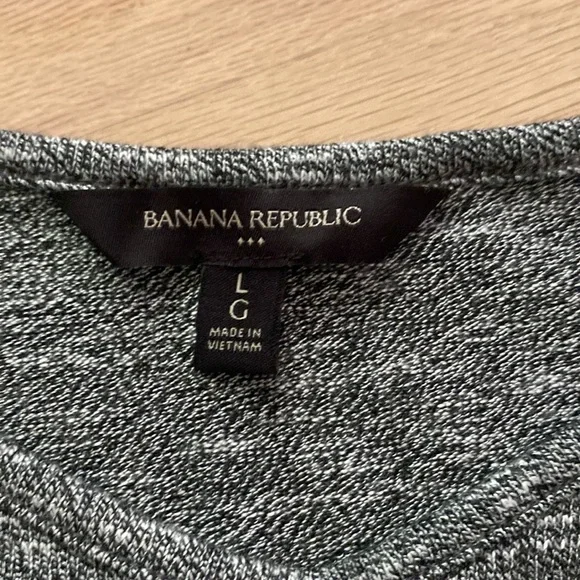 BANANA REPUBLIC
L
G
MADE IN
VIETNAM